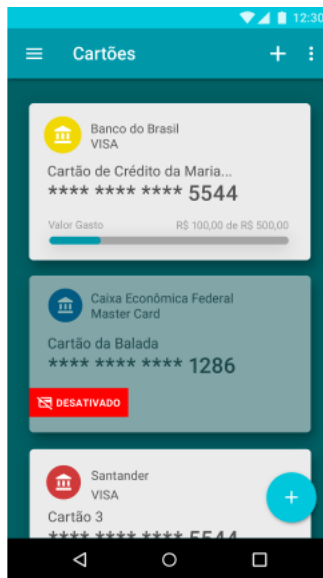 12:30
Cartões
Banco do Brasil
VISA
Cartão de Crédito da Maria...
**** **** **** 5544
Valor Gasto R$ 100,00 de R$ 500,00
Caixa Econômica Federal
Master Card
Cartão da Balada
**** **** **** 1286
DESATIVADO
Santander
VISA
Cartão 3
**** **** **** 5544